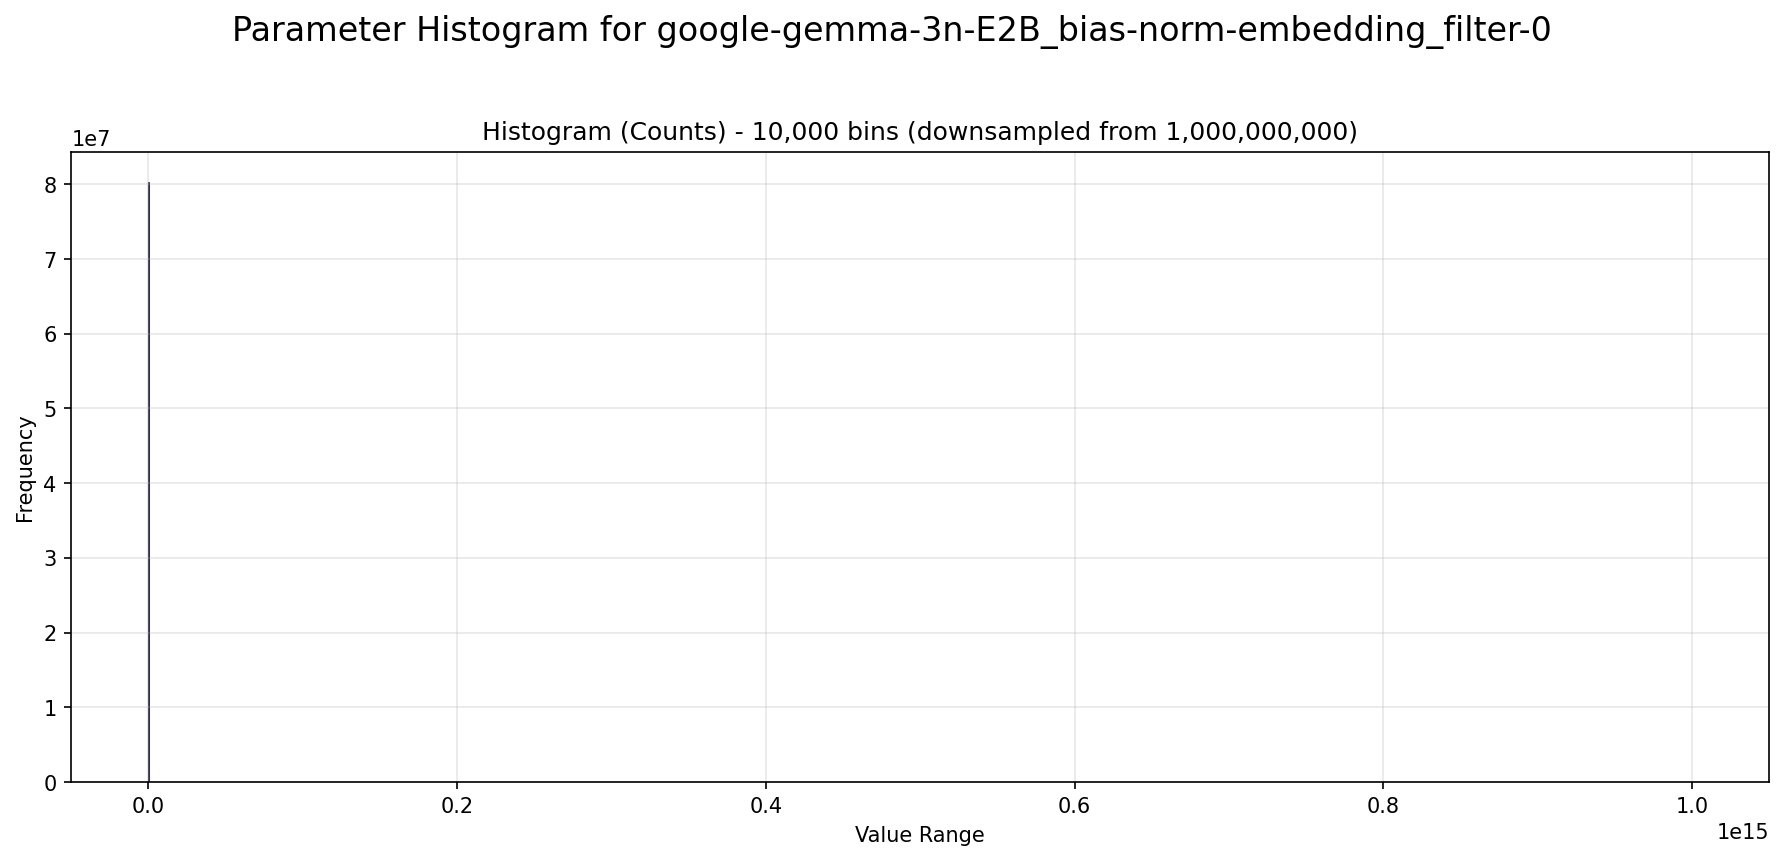 Parameter Histogram for google-gemma-3n-E2B_bias-norm-embedding_filter-0
Histogram (Counts) - 10,000 bins (downsampled from 1,000,000,000)
1e7
8
7
6
5
4
3
2
1
0
Frequency
0.0 0.2 0.4 0.6 0.8 1.0
Value Range
1e15